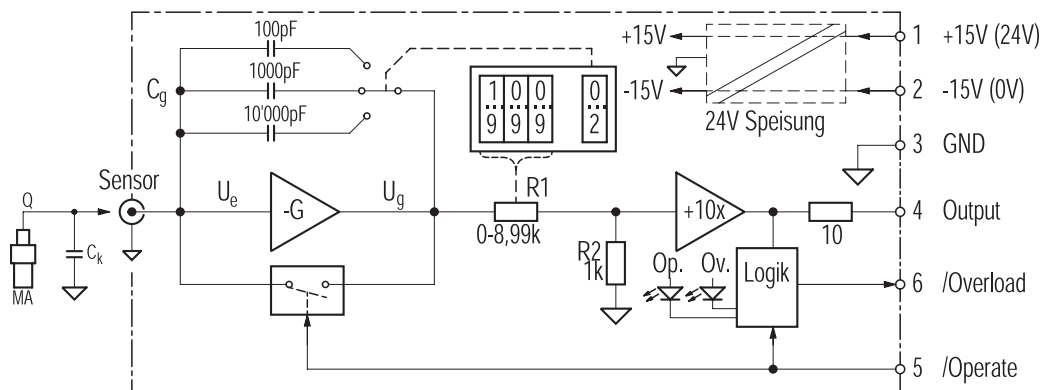 100pF
1000pF
10'000pF
Cg
1 0 0 0
9 9 9 2
+15V
-15V
24V Speisung
1 +15V (24V)
2 -15V (0V)
3 GND
Sensor
Q
Ck
MA
Ue
-G
Ug
R1
0-8,99k
R2
1k
+10x
10
4 Output
Op.
Ov.
Logik
6 /Overload
5 /Operate